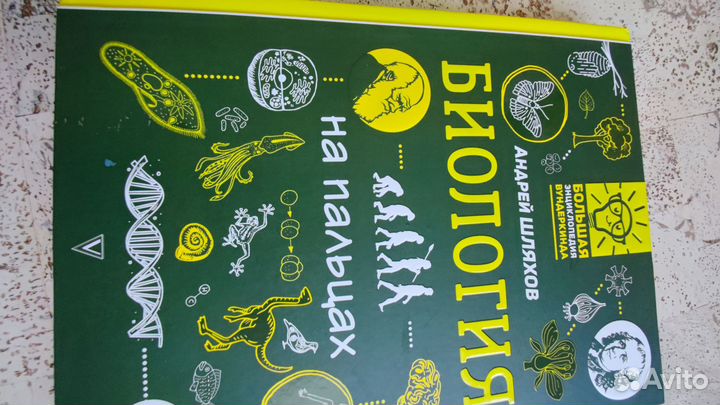 БОЛЬШАЯ
ЭНЦИКЛОПЕДИЯ
ВУНДЕРКИНДА
АНДРЕЙ ШЛЯХОВ
БИОЛОГИЯ
на пальцах
Avito